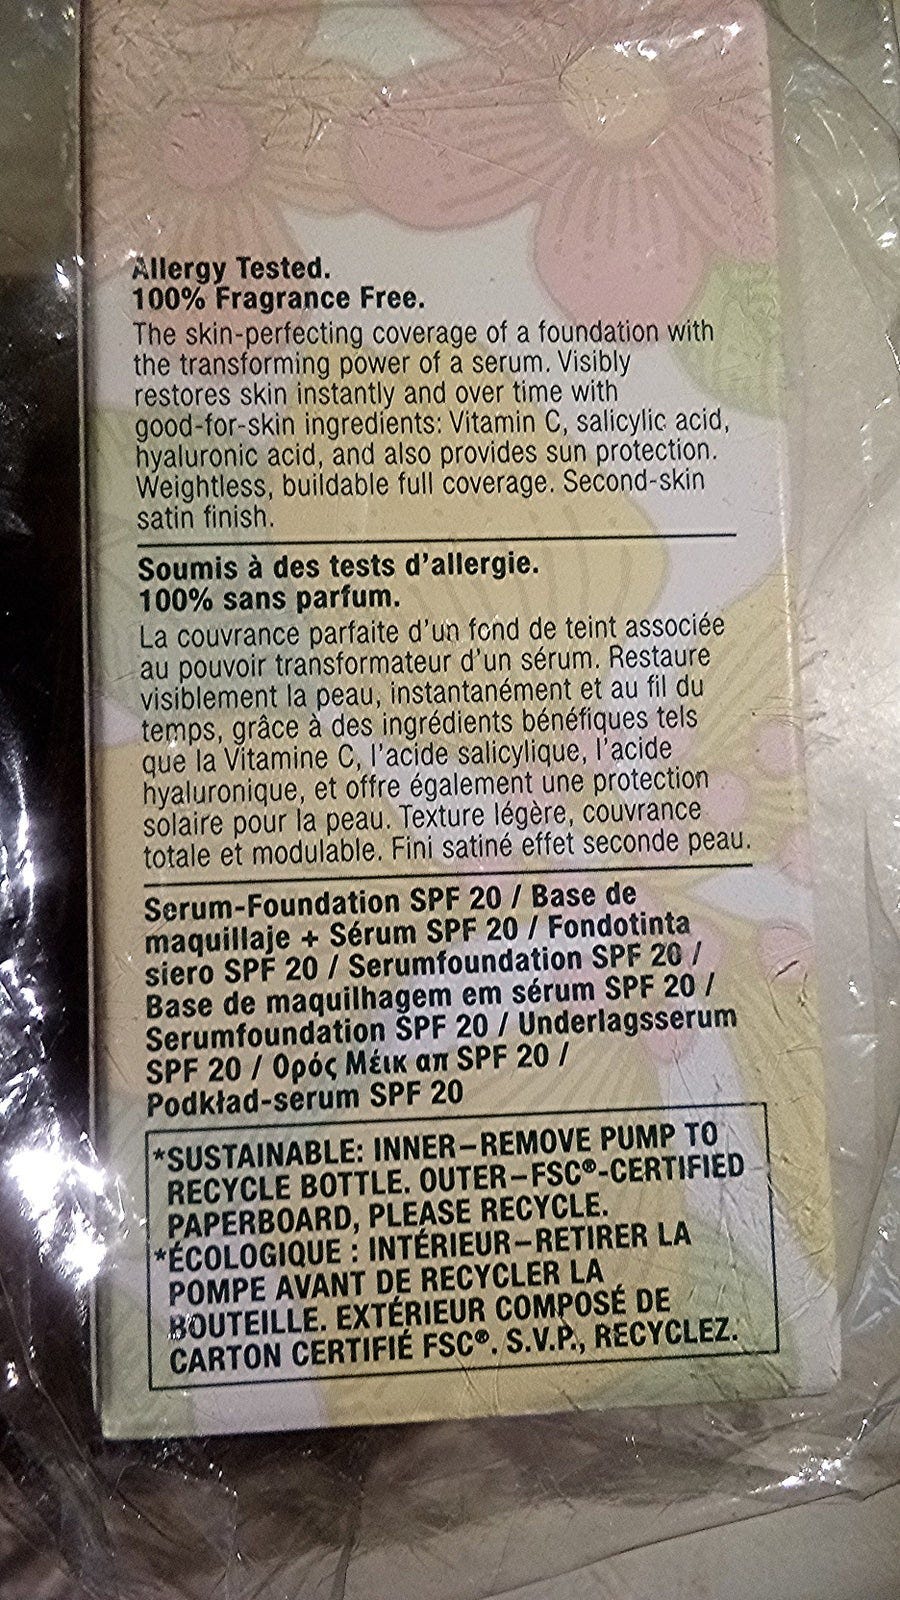 Allergy Tested.
100% Fragrance Free.
The skin-perfecting coverage of a foundation with
the transforming power of a serum. Visibly
restores skin instantly and over time with
good-for-skin ingredients: Vitamin C, salicylic acid,
hyaluronic acid, and also provides sun protection.
Weightless, buildable full coverage. Second-skin
satin finish.
Soumis à des tests d'allergie.
100% sans parfum.
La couvrance parfaite d'un fond de teint associée
au pouvoir transformateur d'un sérum. Restaure
visiblement la peau, instantanément et au fil du
temps, grâce à des ingrédients bénéfiques tels
que la Vitamine C, l'acide salicylique, l'acide
hyaluronique, et offre également une protection
solaire pour la peau. Texture légère, couvrance
totale et modulable. Fini satiné effet seconde peau.
Serum-Foundation SPF 20 / Base de
maquillaje + Sérum SPF 20 / Fondotinta
siero SPF 20 / Serumfoundation SPF 20 /
Base de maquilhagem em sérum SPF 20 /
Serumfoundation SPF 20 / Underlagsserum
SPF 20 / Ορός Μέικ απ SPF 20 /
Podkład-serum SPF 20
*SUSTAINABLE: INNER–REMOVE PUMP TO
RECYCLE BOTTLE. OUTER–FSC®-CERTIFIED
PAPERBOARD, PLEASE RECYCLE.
*ÉCOLOGIQUE : INTÉRIEUR–RETIRER LA
POMPE AVANT DE RECYCLER LA
BOUTEILLE. EXTÉRIEUR COMPOSÉ DE
CARTON CERTIFIÉ FSC®. S.V.P., RECYCLEZ.